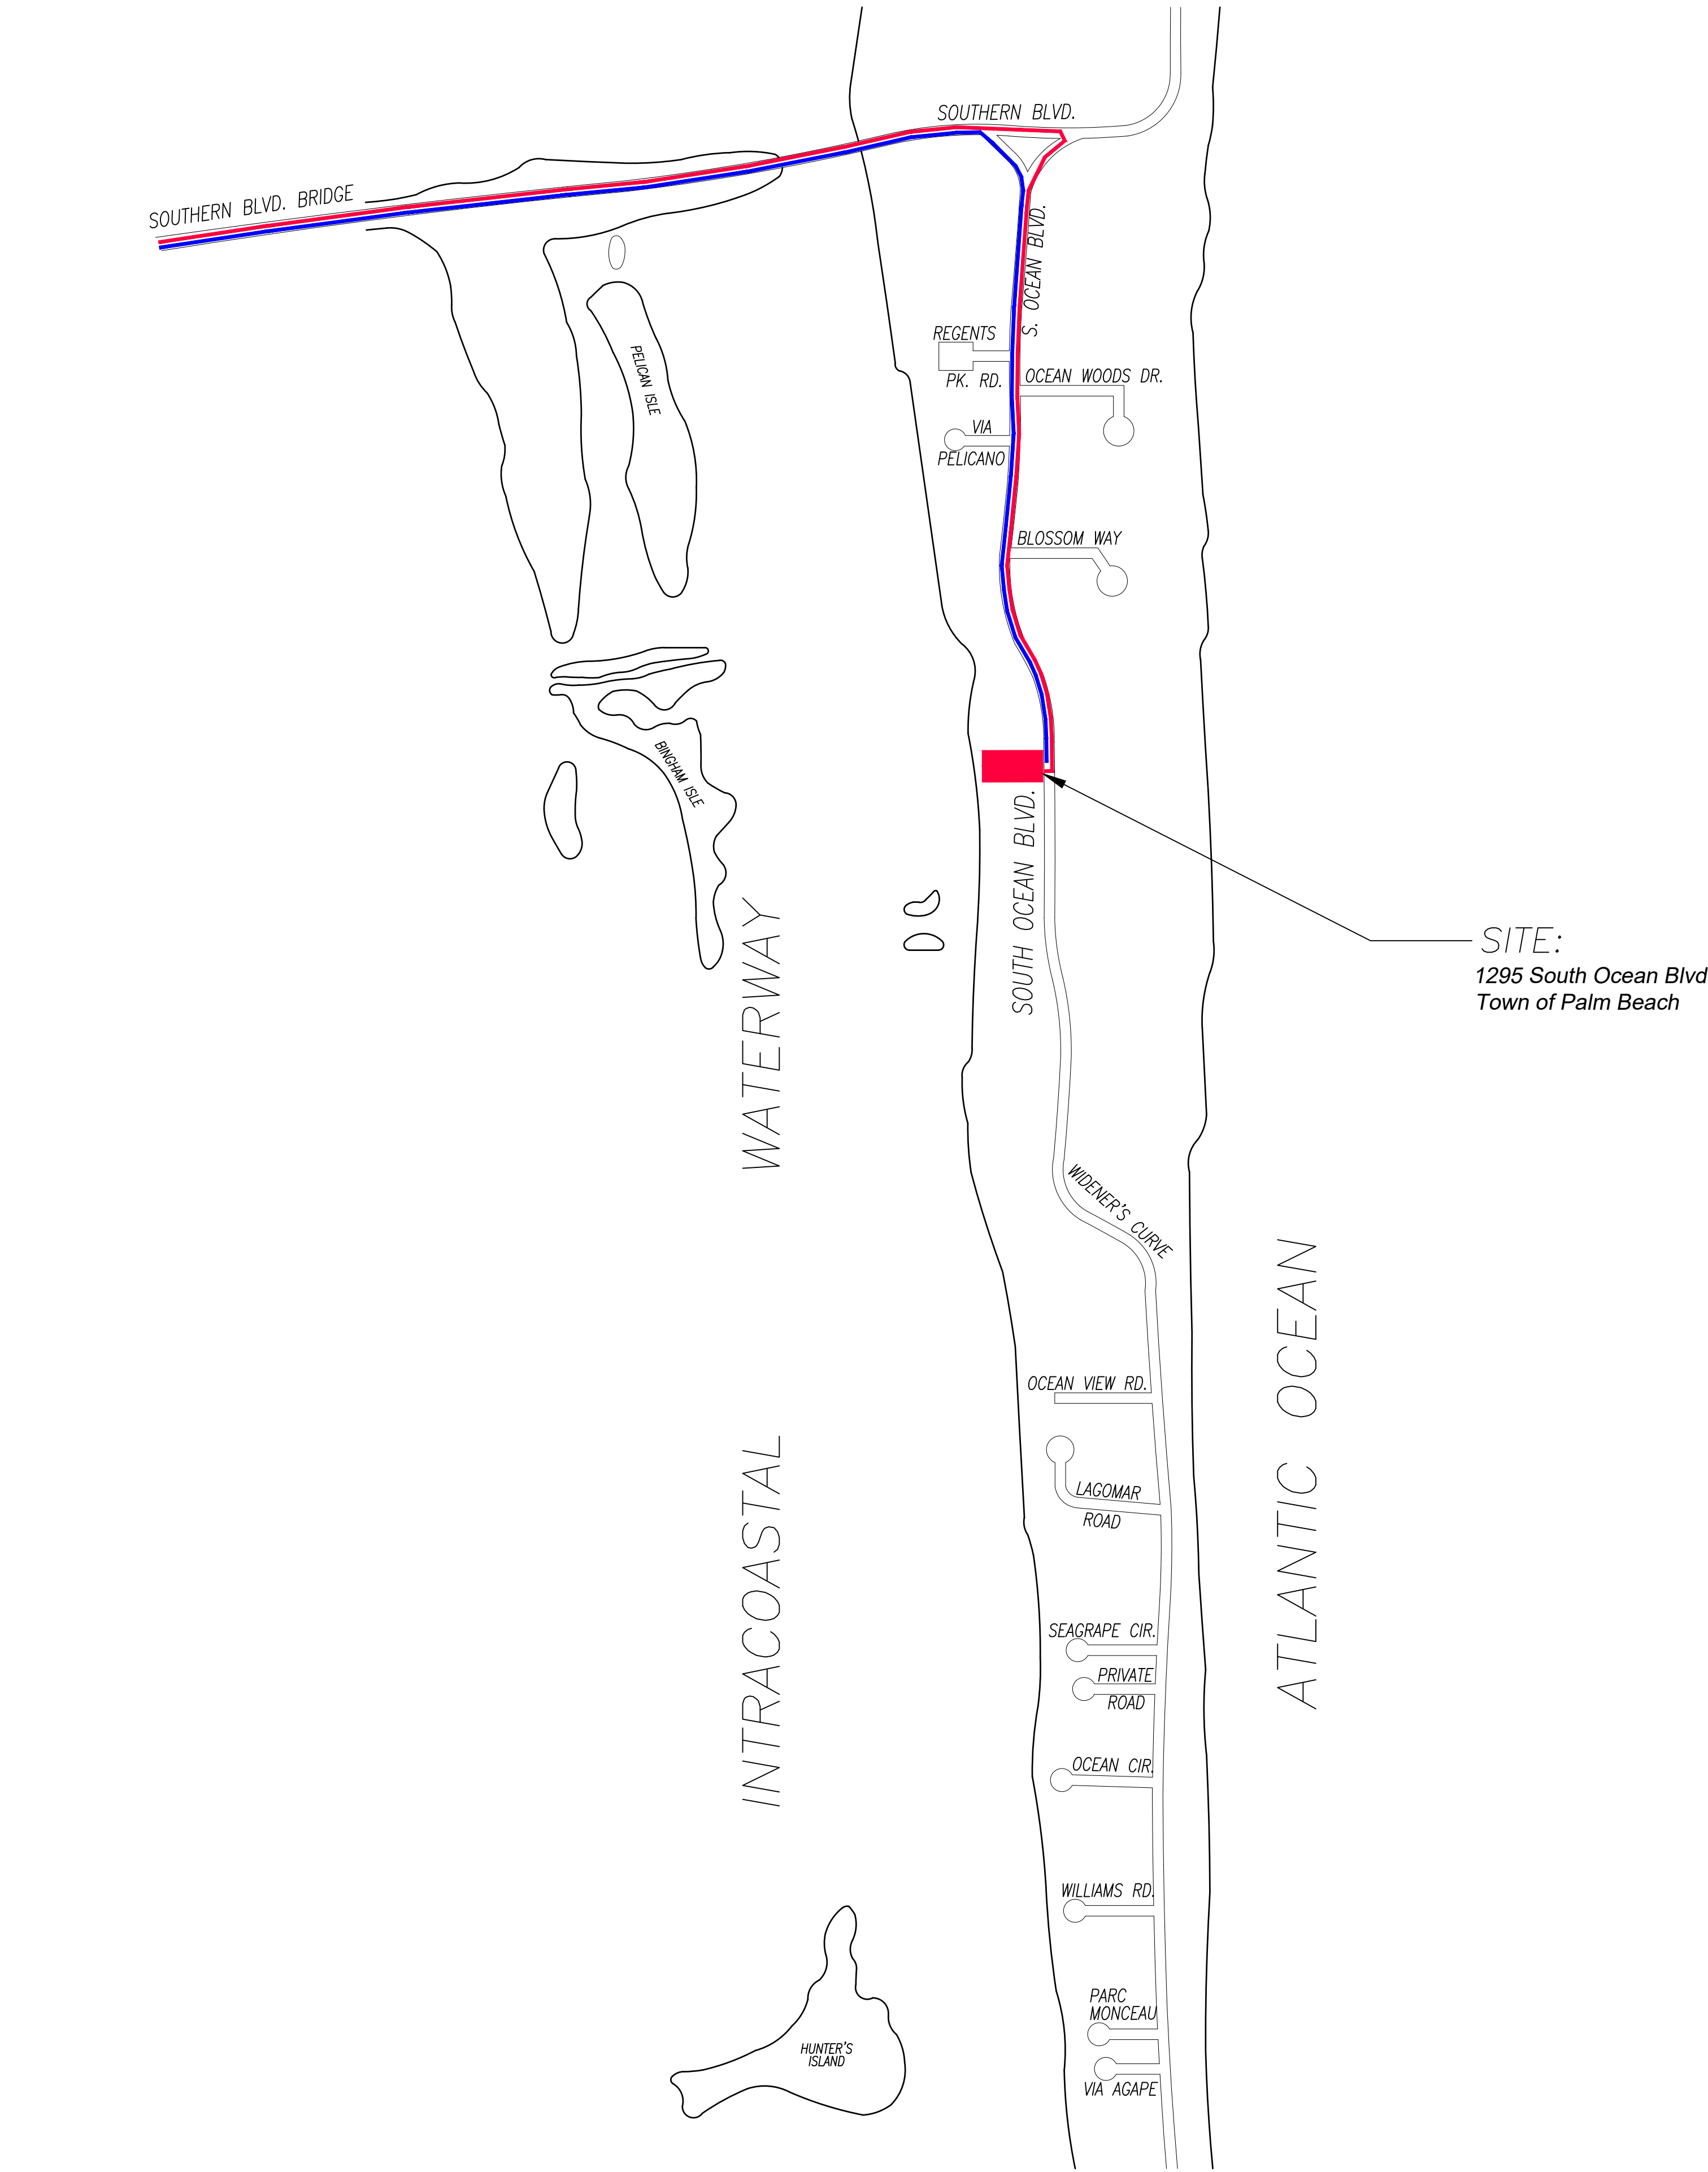 SOUTHERN BLVD.
SOUTHERN BLVD. BRIDGE
S. OCEAN BLVD.
REGENTS
PK. RD.
OCEAN WOODS DR.
PELICAN ISLE
VIA
PELICANO
BLOSSOM WAY
BINGHAM ISLE
SOUTH OCEAN BLVD.
SITE:
1295 South Ocean Blvd
Town of Palm Beach
INTRACOASTAL WATERWAY
WIDENER'S CURVE
ATLANTIC OCEAN
OCEAN VIEW RD.
LAGOMAR
ROAD
SEAGRAPE CIR.
PRIVATE
ROAD
OCEAN CIR.
WILLIAMS RD.
PARC
MONCEAU
HUNTER'S
ISLAND
VIA AGAPE